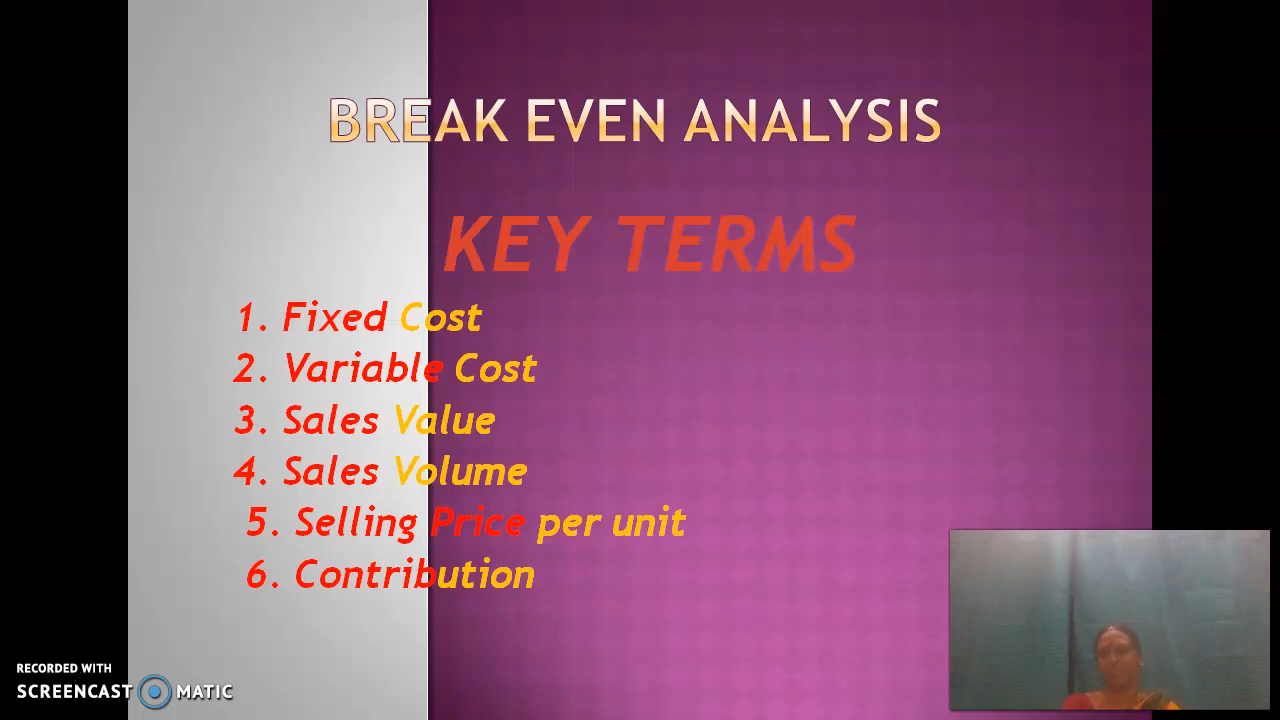 BREAK EVEN ANALYSIS
KEY TERMS
1. Fixed Cost
2. Variable Cost
3. Sales Value
4. Sales Volume
5. Selling Price per unit
6. Contribution
RECORDED WITH
SCREENCAST MATIC